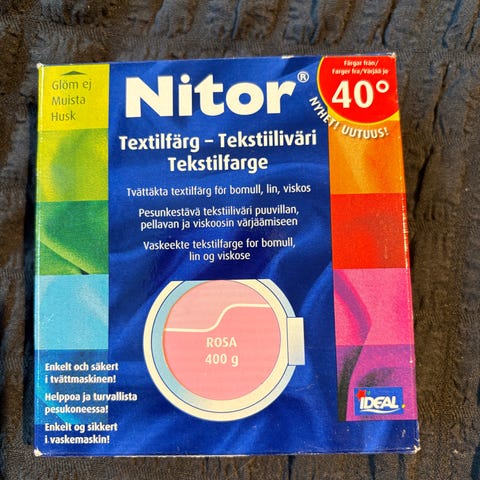 Glöm ej
Muista
Husk
Nitor®
Färgar från/
Farger fra/Värjää jo
40°
NYHET! UUTUUS!
Textilfärg – Tekstiiliväri
Tekstilfarge
Tvättäkta textilfärg för bomull, lin, viskos
Pesunkestävä tekstiiliväri puuvillan,
pellavan ja viskoosin värjäämiseen
Vaskeekte tekstilfarge for bomull,
lin og viskose
ROSA
400 g
Enkelt och säkert
i tvättmaskinen!
Helppoa ja turvallista
pesukoneessa!
Enkelt og sikkert
i vaskemaskin!
IDEAL